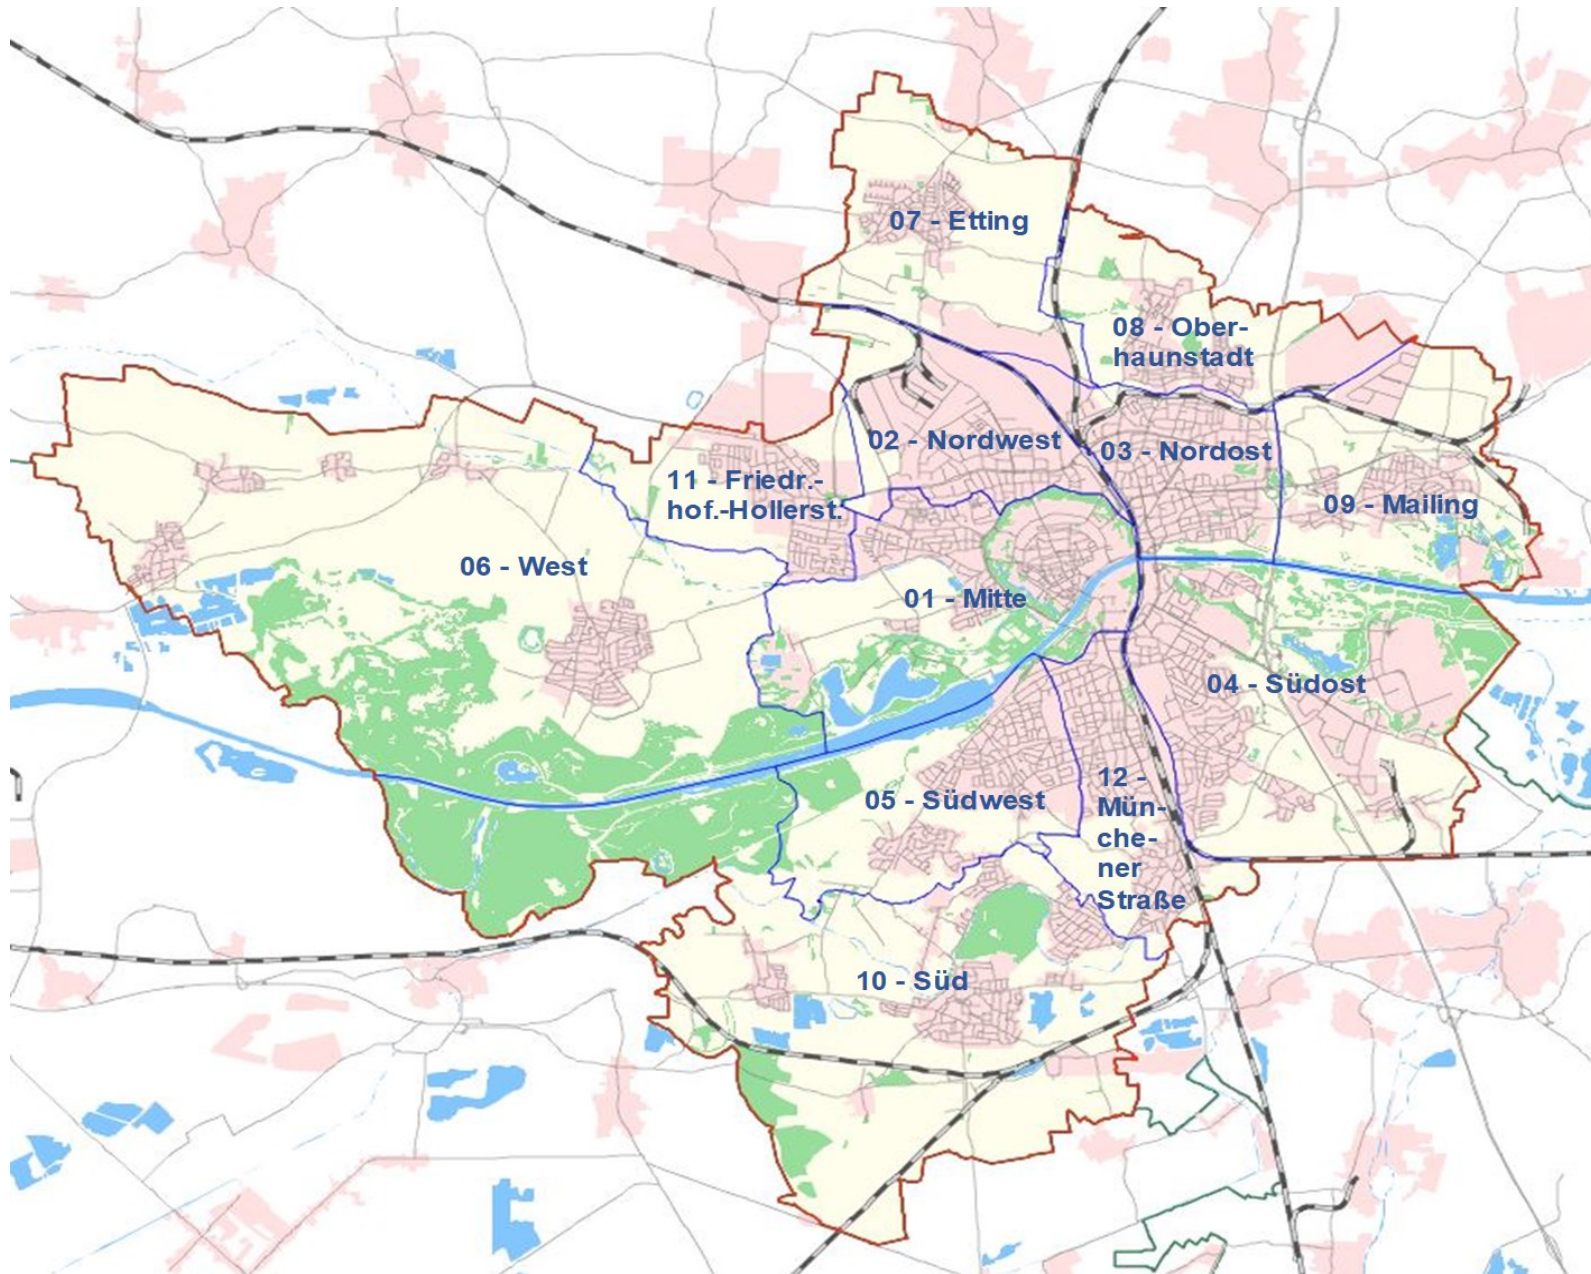 07 - Etting
08 - Ober-
haunstadt
02 - Nordwest
03 - Nordost
11 - Friedr.-
hof.-Hollerst.
09 - Mailing
06 - West
01 - Mitte
04 - Südost
05 - Südwest
12 -
Mün-
che-
ner
Straße
10 - Süd